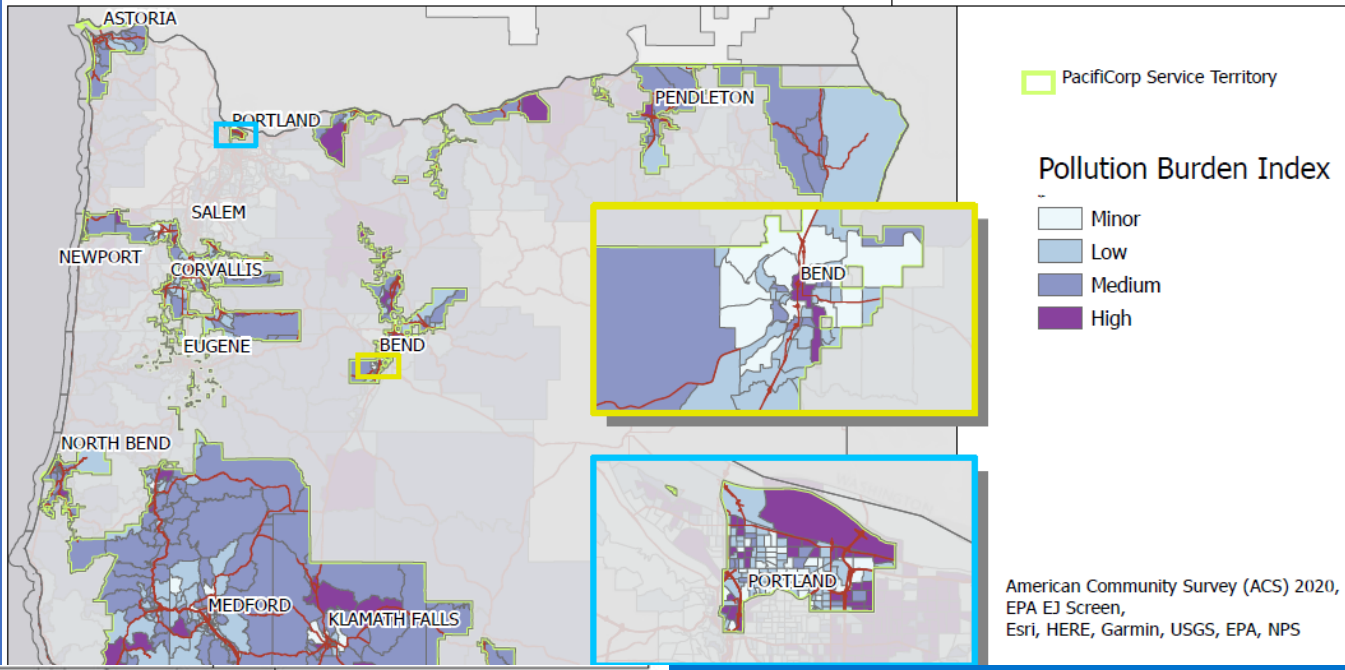 ASTORIA
PORTLAND
PENDLETON
SALEM
NEWPORT
CORVALLIS
EUGENE
BEND
NORTH BEND
MEDFORD
KLAMATH FALLS
BEND
PORTLAND
PacifiCorp Service Territory
Pollution Burden Index
Minor
Low
Medium
High
American Community Survey (ACS) 2020,
EPA EJ Screen,
Esri, HERE, Garmin, USGS, EPA, NPS